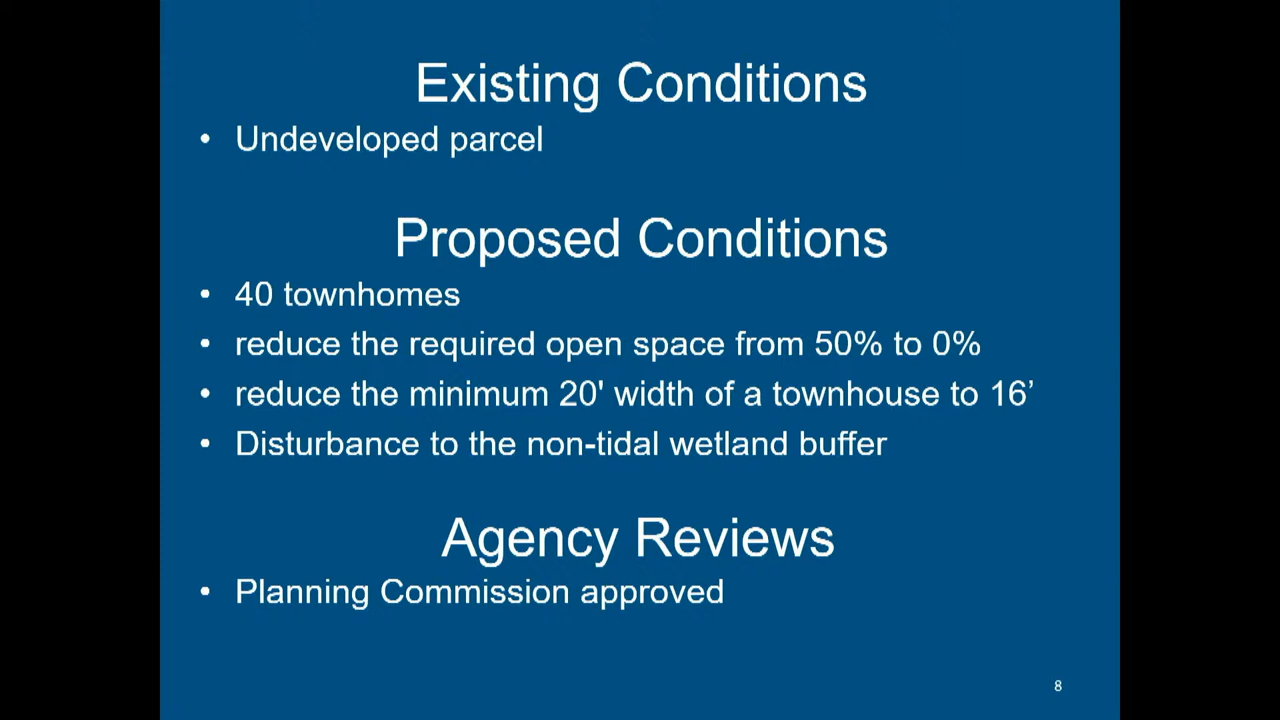 Existing Conditions
• Undeveloped parcel
Proposed Conditions
• 40 townhomes
• reduce the required open space from 50% to 0%
• reduce the minimum 20' width of a townhouse to 16’
• Disturbance to the non-tidal wetland buffer
Agency Reviews
• Planning Commission approved
8